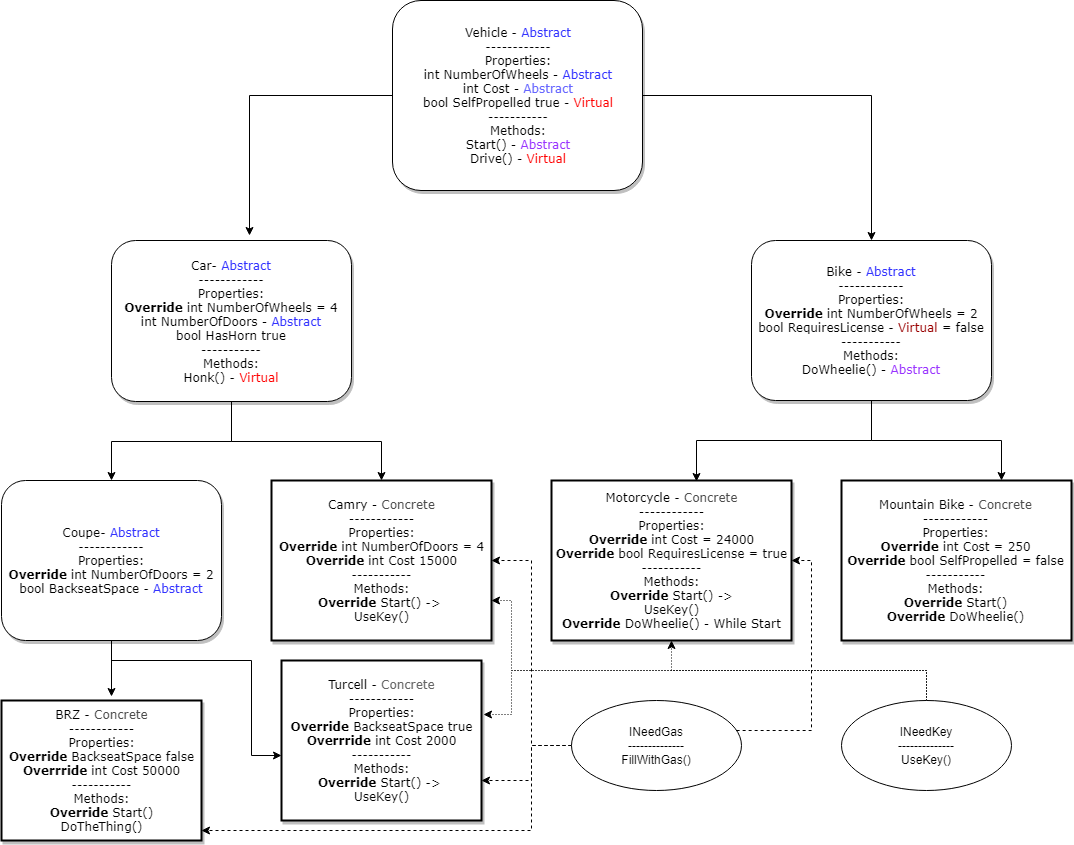 Vehicle - Abstract
------------
Properties:
int NumberOfWheels - Abstract
int Cost - Abstract
bool SelfPropelled true - Virtual
-----------
Methods:
Start() - Abstract
Drive() - Virtual
Car- Abstract
------------
Properties:
Override int NumberOfWheels = 4
int NumberOfDoors - Abstract
bool HasHorn true
-----------
Methods:
Honk() - Virtual
Bike - Abstract
------------
Properties:
Override int NumberOfWheels = 2
bool RequiresLicense - Virtual = false
-----------
Methods:
DoWheelie() - Abstract
Coupe- Abstract
------------
Properties:
Override int NumberOfDoors = 2
bool BackseatSpace - Abstract
Camry - Concrete
------------
Properties:
Override int NumberOfDoors = 4
Override int Cost 15000
-----------
Methods:
Override Start() ->
UseKey()
Motorcycle - Concrete
------------
Properties:
Override int Cost = 24000
Override bool RequiresLicense = true
-----------
Methods:
Override Start() ->
UseKey()
Override DoWheelie() - While Start
Mountain Bike - Concrete
------------
Properties:
Override int Cost = 250
Override bool SelfPropelled = false
-----------
Methods:
Override Start()
Override DoWheelie()
BRZ - Concrete
------------
Properties:
Override BackseatSpace false
Overrride int Cost 50000
-----------
Methods:
Override Start()
DoTheThing()
Turcell - Concrete
------------
Properties:
Override BackseatSpace true
Overrride int Cost 2000
-----------
Methods:
Override Start() ->
UseKey()
INeedGas
--------------
FillWithGas()
INeedKey
--------------
UseKey()